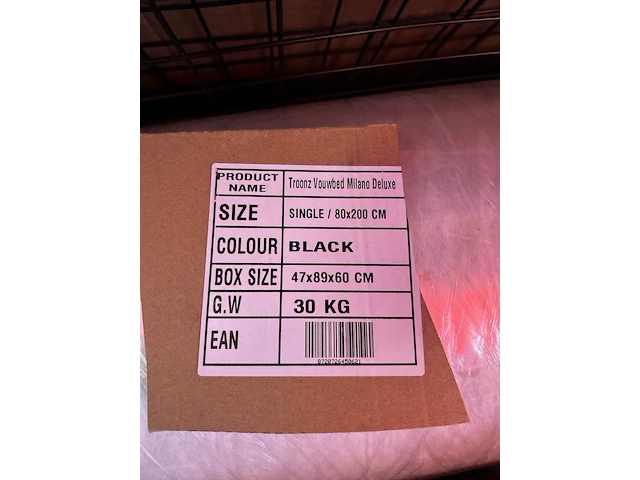 PRODUCT NAME Troonz Vouwbed Milano Deluxe
SIZE SINGLE / 80x200 CM
COLOUR BLACK
BOX SIZE 47x89x60 CM
G.W 30 KG
EAN
8720726450621